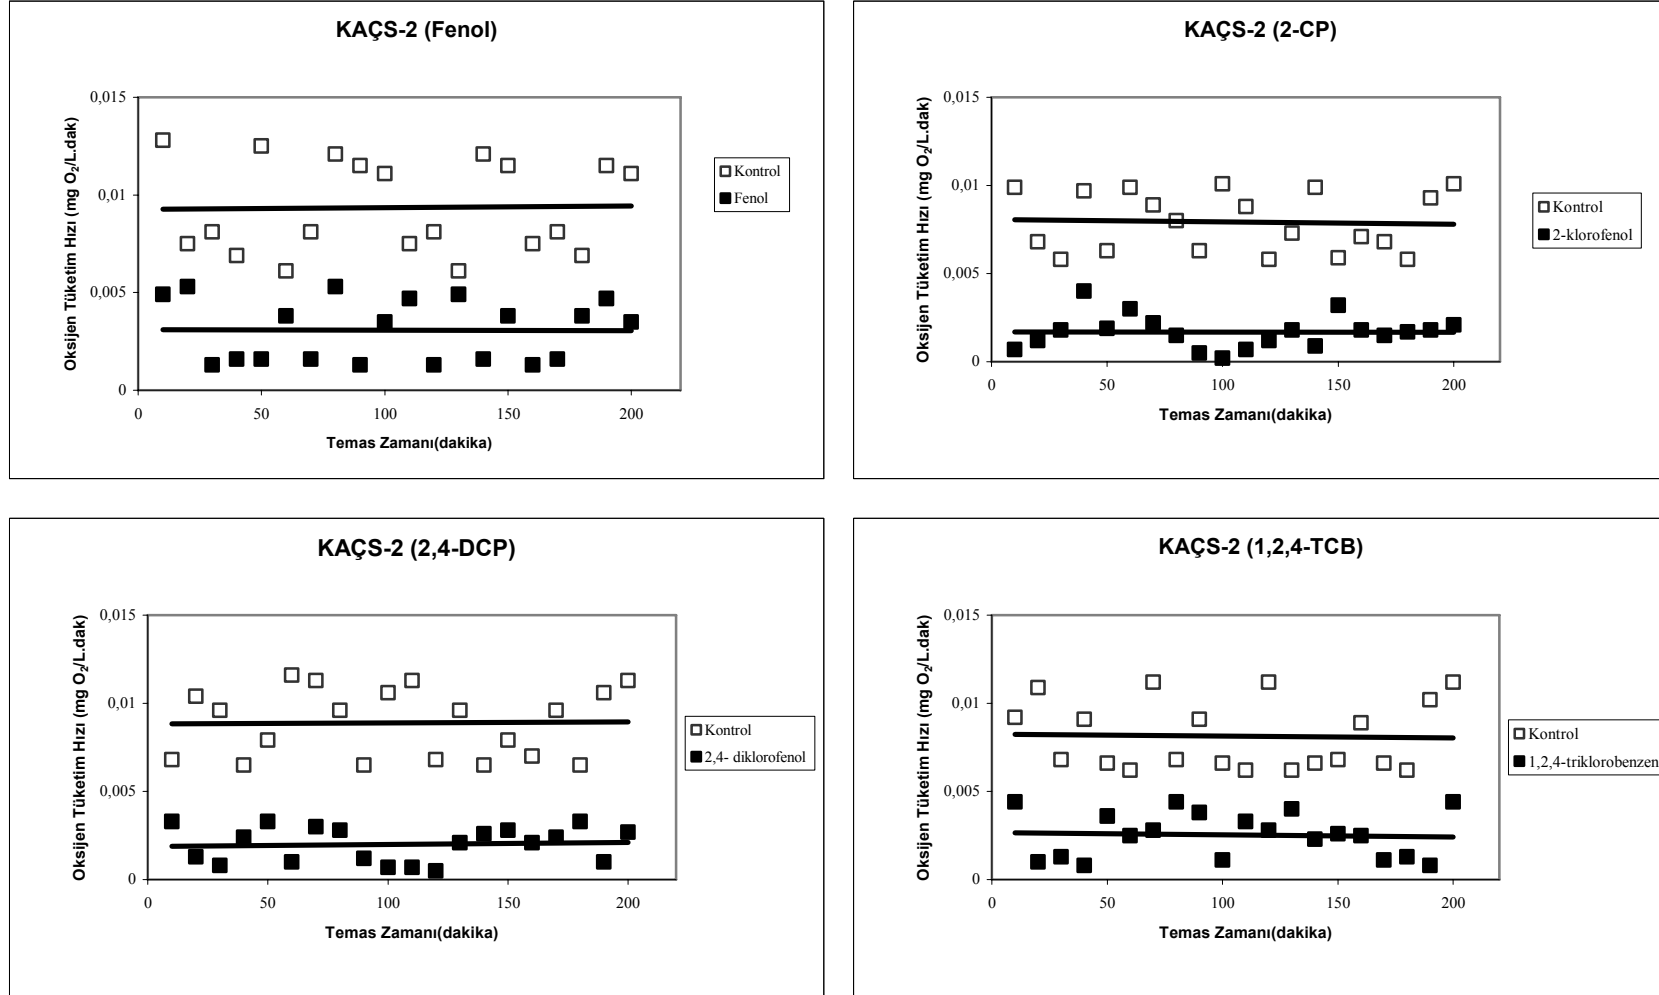 KAÇS-2 (Fenol)
Oksijen Tüketim Hızı (mg O₂/L.dak)
0,015
0,01
0,005
0
0 50 100 150 200
Temas Zamanı(dakika)
Kontrol
Fenol
KAÇS-2 (2-CP)
Oksijen Tüketim Hızı (mg O₂/L.dak)
0,015
0,01
0,005
0
0 50 100 150 200
Temas Zamanı(dakika)
Kontrol
2-klorofenol
KAÇS-2 (2,4-DCP)
Oksijen Tüketim Hızı (mg O₂/L.dak)
0,015
0,01
0,005
0
0 50 100 150 200
Temas Zamanı(dakika)
Kontrol
2,4- diklorofenol
KAÇS-2 (1,2,4-TCB)
Oksijen Tüketim Hızı (mg O₂/L.dak)
0,015
0,01
0,005
0
0 50 100 150 200
Temas Zamanı(dakika)
Kontrol
1,2,4-triklorobenzen